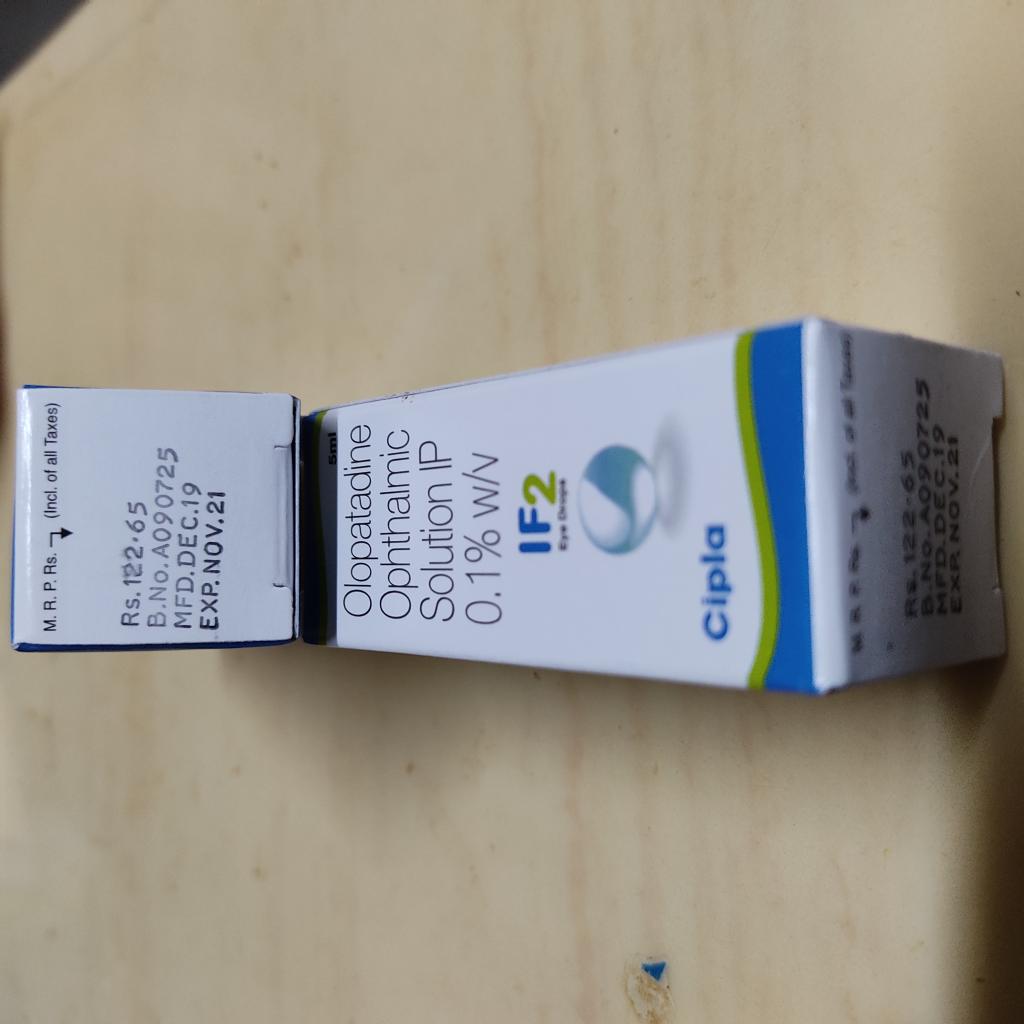 M. R. P. Rs. (Incl. of all Taxes)
Rs.122.65
B.No.A090725
MFD.DEC.19
EXP.NOV.21
5ml
Olopatadine
Ophthalmic
Solution IP
0.1% w/v
IF2
Eye Drops
Cipla
M. R. P. Rs. (Incl. of all Taxes)
Rs.122.65
B.No.A090725
MFD.DEC.19
EXP.NOV.21